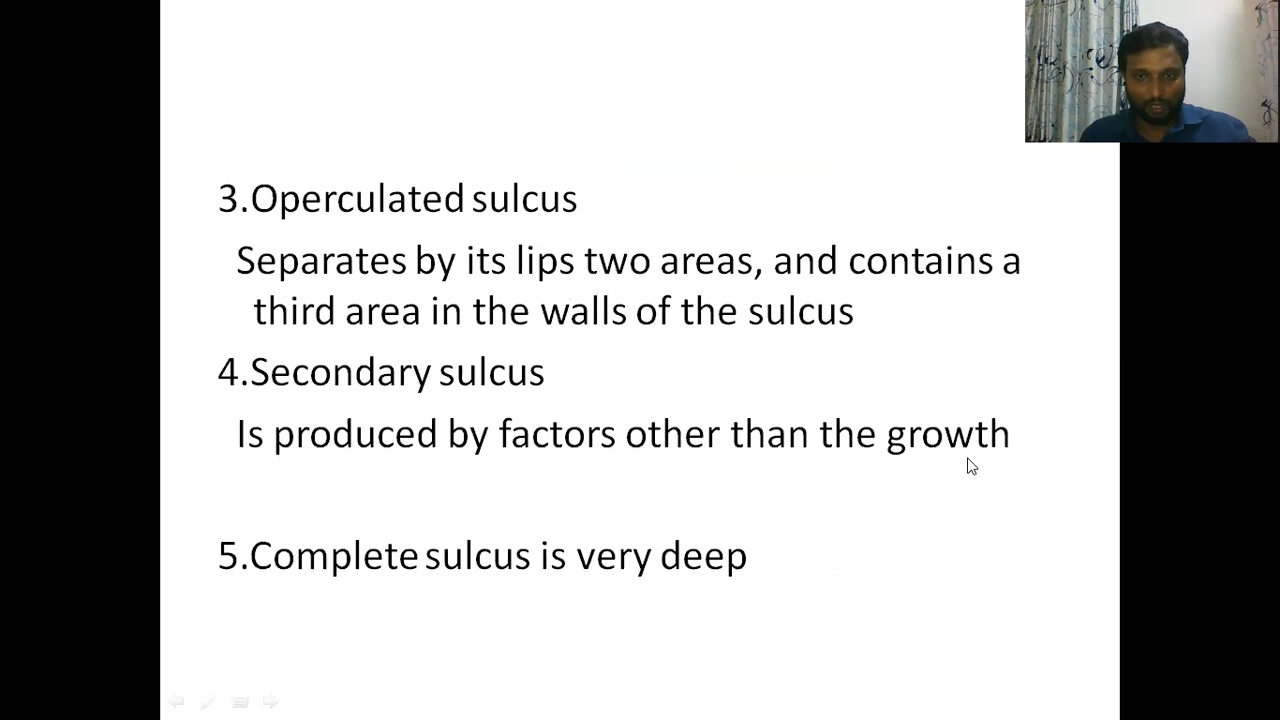 3.Operculated sulcus
Separates by its lips two areas, and contains a
third area in the walls of the sulcus
4.Secondary sulcus
Is produced by factors other than the growth
5.Complete sulcus is very deep